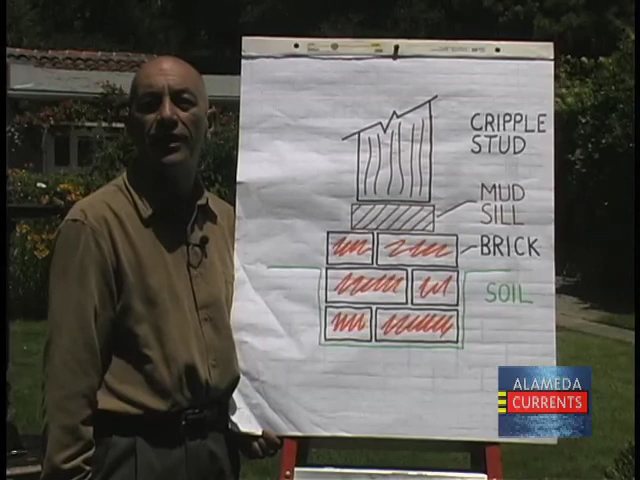 CRIPPLE
STUD
MUD
SILL
BRICK
SOIL
ALAMEDA
CURRENTS